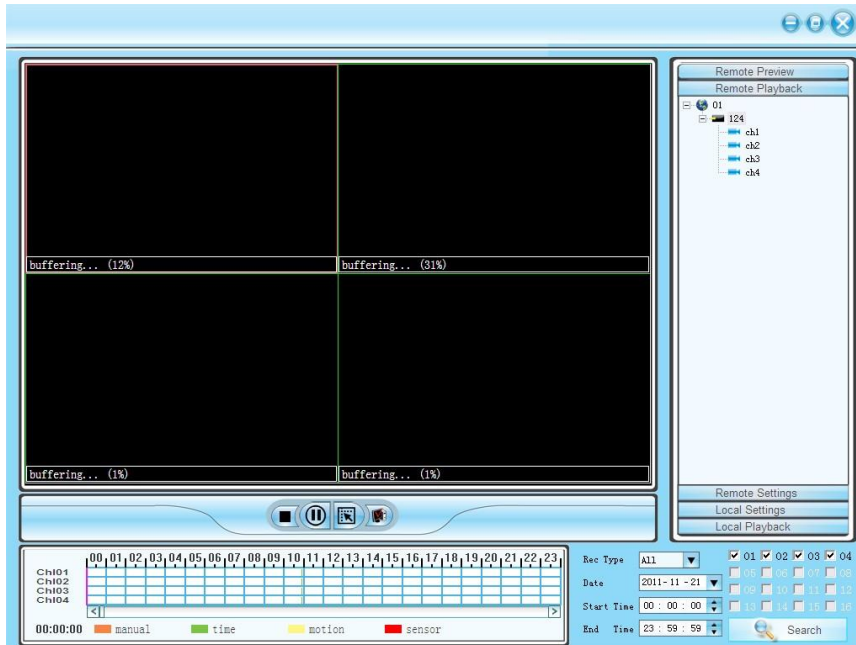 Remote Preview
Remote Playback
01
124
ch1
ch2
ch3
ch4
buffering... (12%)
buffering... (31%)
buffering... (1%)
buffering... (1%)
Remote Settings
Local Settings
Local Playback
00 01 02 03 04 05 06 07 08 09 10 11 12 13 14 15 16 17 18 19 20 21 22 23
Chl01
Chl02
Chl03
Chl04
00:00:00 manual time motion sensor
Rec Type All
Date 2011-11-21
Start Time 00 : 00 : 00
End Time 23 : 59 : 59
01 02 03 04
05 06 07 08
09 10 11 12
13 14 15 16
Search